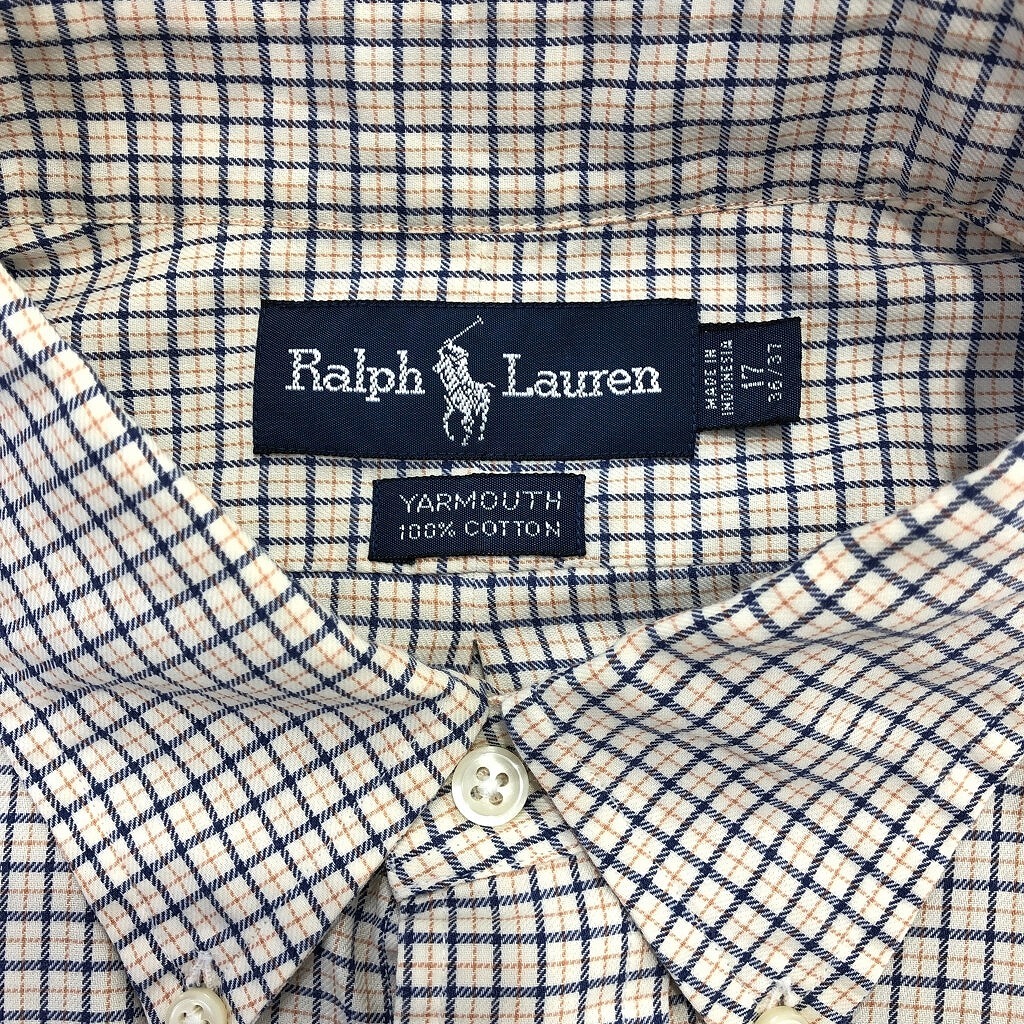 Ralph Lauren
MADE IN
INDONESIA
17
36/37
YARMOUTH
100% COTTON